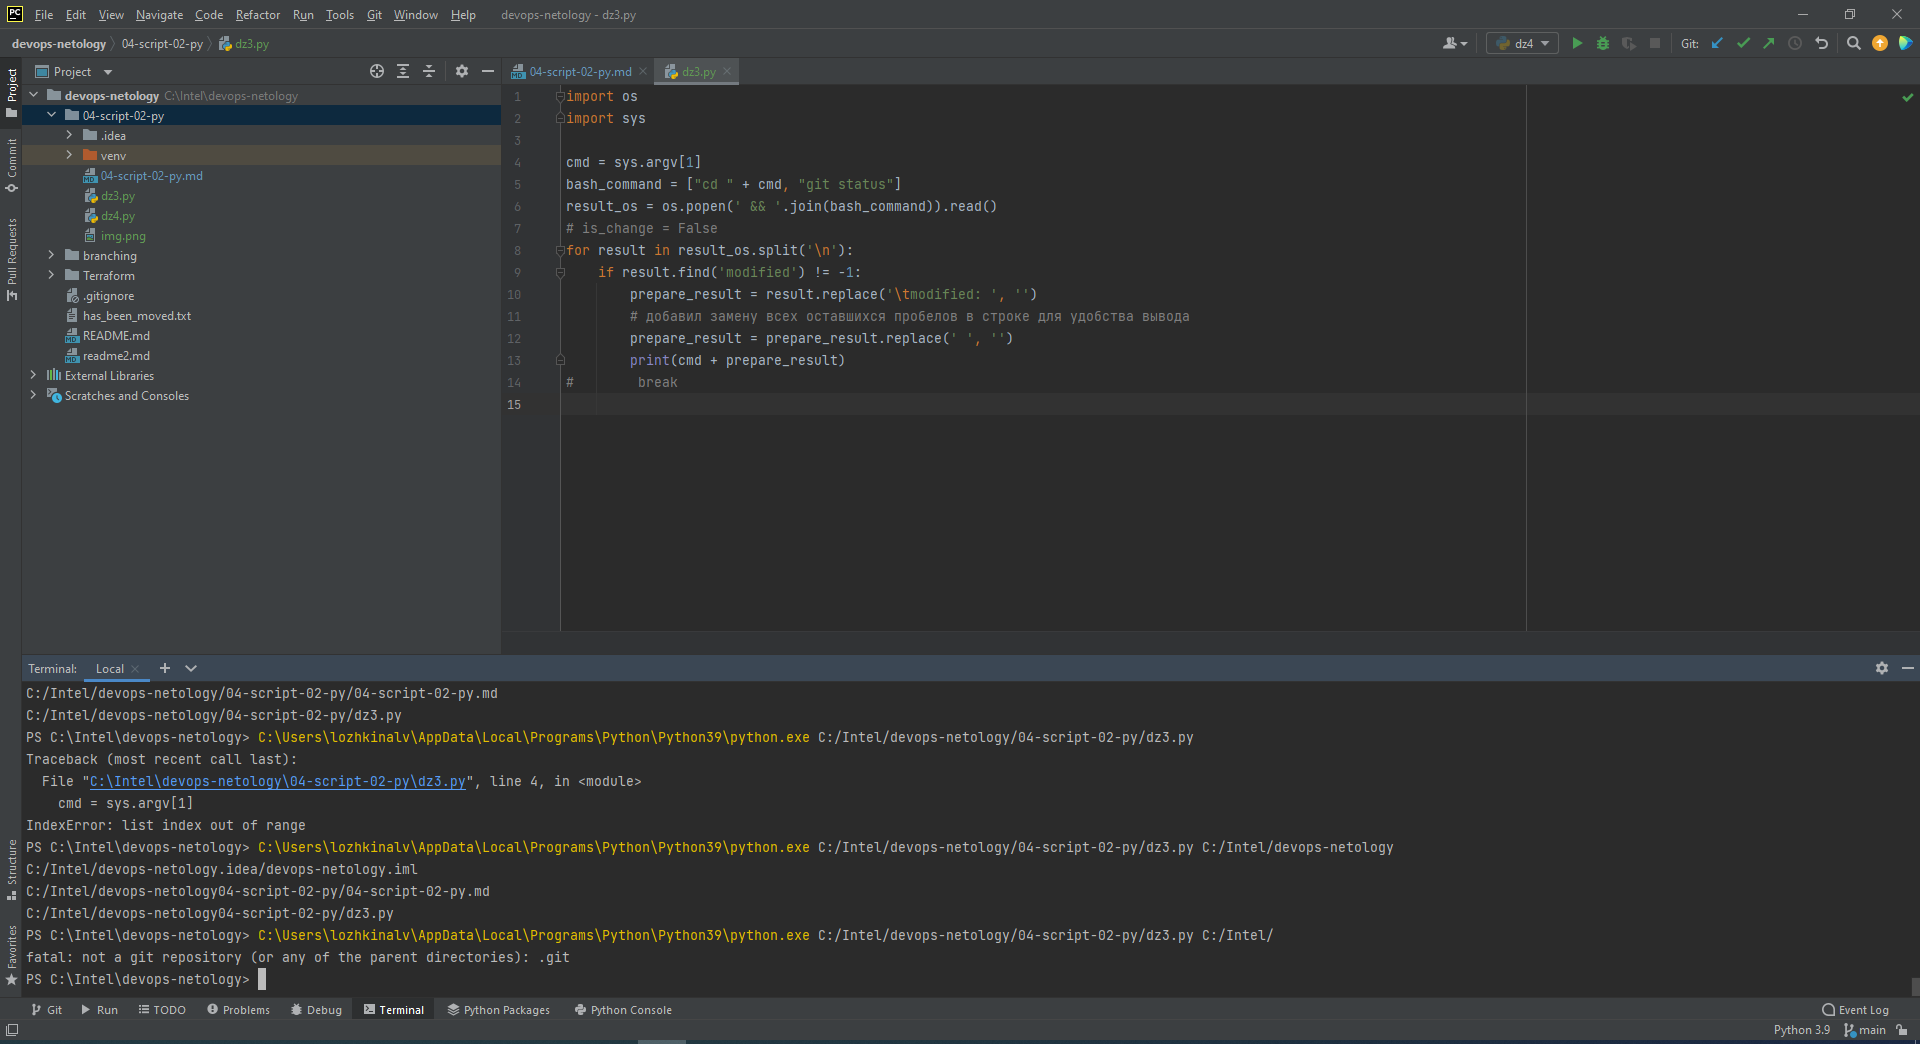 PC File Edit View Navigate Code Refactor Run Tools Git Window Help devops-netology - dz3.py
devops-netology 04-script-02-py dz3.py dz4 Git:
Project
04-script-02-py.md dz3.py
devops-netology C:\Intel\devops-netology
04-script-02-py
.idea
venv
04-script-02-py.md
dz3.py
dz4.py
img.png
branching
Terraform
.gitignore
has_been_moved.txt
README.md
readme2.md
External Libraries
Scratches and Consoles
Project
Commit
Pull Requests
Structure
Favorites
1 import os
2 import sys
3
4 cmd = sys.argv[1]
5 bash_command = ["cd " + cmd, "git status"]
6 result_os = os.popen(' && '.join(bash_command)).read()
7 # is_change = False
8 for result in result_os.split('\n'):
9 if result.find('modified') != -1:
10 prepare_result = result.replace('\tmodified: ', '')
11 # добавил замену всех оставшихся пробелов в строке для удобства вывода
12 prepare_result = prepare_result.replace(' ', '')
13 print(cmd + prepare_result)
14 # break
15
Terminal: Local
C:/Intel/devops-netology/04-script-02-py/04-script-02-py.md
C:/Intel/devops-netology/04-script-02-py/dz3.py
PS C:\Intel\devops-netology> C:\Users\lozhkinalv\AppData\Local\Programs\Python\Python39\python.exe C:/Intel/devops-netology/04-script-02-py/dz3.py
Traceback (most recent call last):
File "C:\Intel\devops-netology\04-script-02-py\dz3.py", line 4, in <module>
cmd = sys.argv[1]
IndexError: list index out of range
PS C:\Intel\devops-netology> C:\Users\lozhkinalv\AppData\Local\Programs\Python\Python39\python.exe C:/Intel/devops-netology/04-script-02-py/dz3.py C:/Intel/devops-netology
C:/Intel/devops-netology.idea/devops-netology.iml
C:/Intel/devops-netology04-script-02-py/04-script-02-py.md
C:/Intel/devops-netology04-script-02-py/dz3.py
PS C:\Intel\devops-netology> C:\Users\lozhkinalv\AppData\Local\Programs\Python\Python39\python.exe C:/Intel/devops-netology/04-script-02-py/dz3.py C:/Intel/
fatal: not a git repository (or any of the parent directories): .git
PS C:\Intel\devops-netology>
Git Run TODO Problems Debug Terminal Python Packages Python Console Event Log
Python 3.9 main